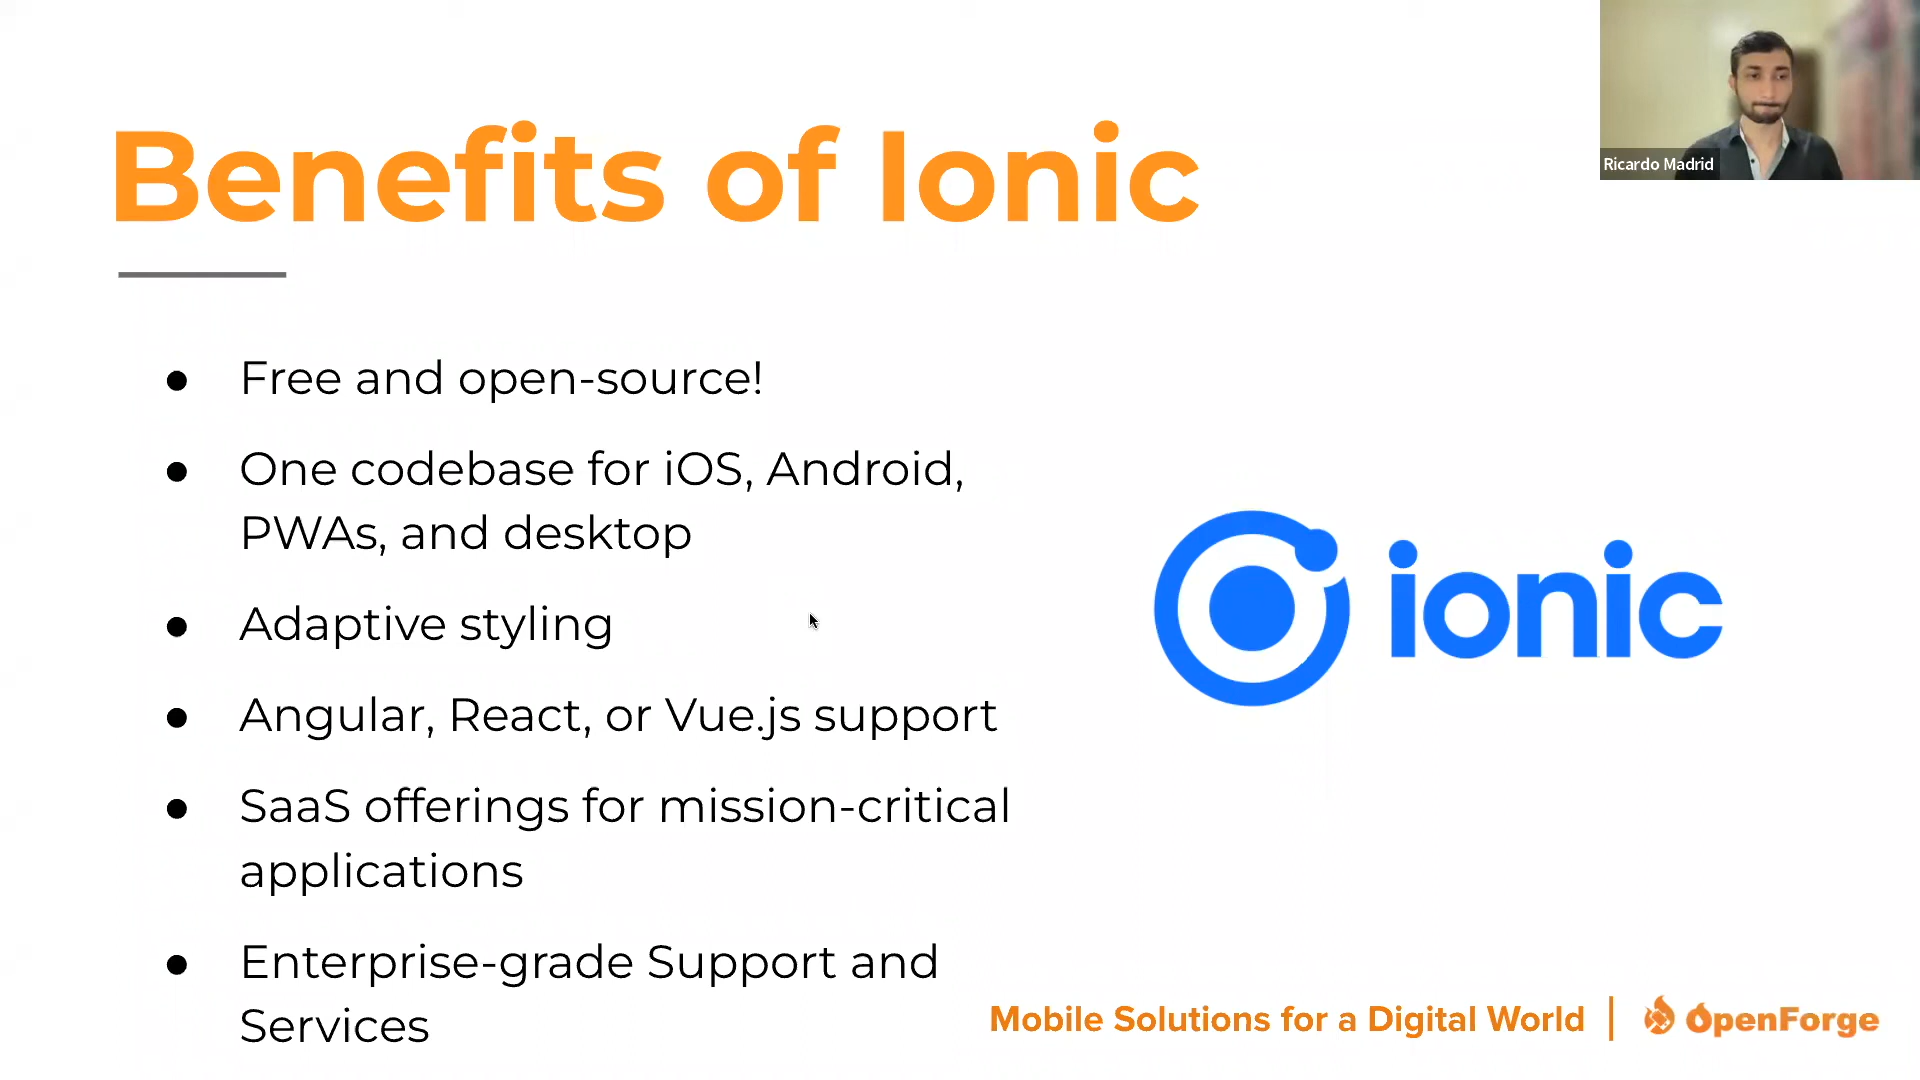 Benefits of Ionic
Ricardo Madrid
● Free and open-source!
● One codebase for iOS, Android,
PWAs, and desktop
● Adaptive styling
● Angular, React, or Vue.js support
● SaaS offerings for mission-critical
applications
● Enterprise-grade Support and
Services
ionic
Mobile Solutions for a Digital World | OpenForge